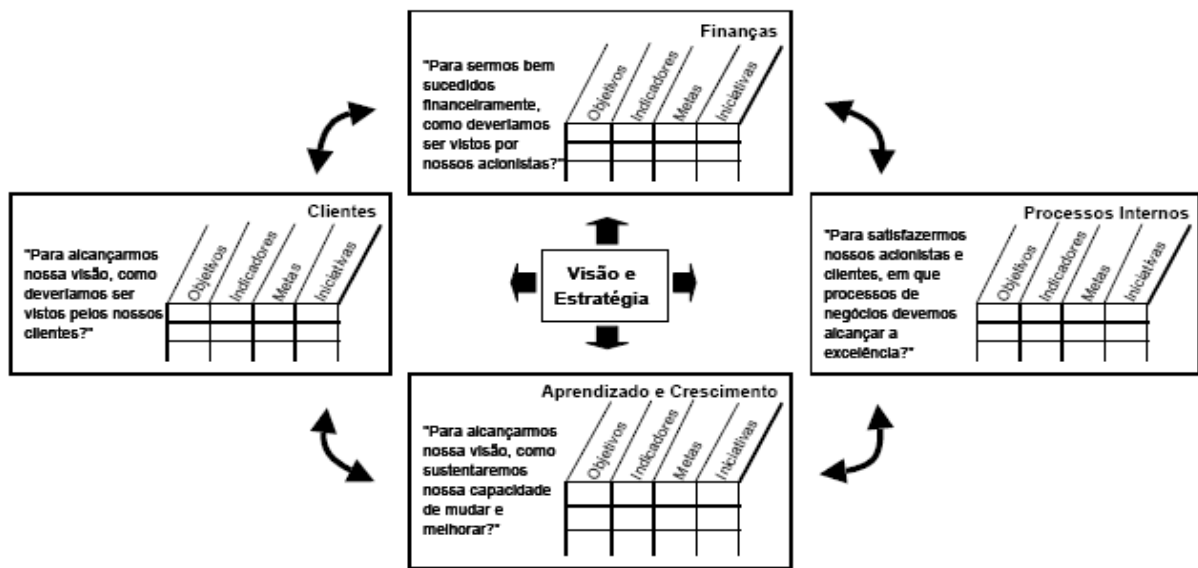 Finanças
"Para sermos bem
sucedidos
financeiramente,
como deveríamos
ser vistos por
nossos acionistas?"
Objetivos
Indicadores
Metas
Iniciativas
Clientes
"Para alcançarmos
nossa visão, como
deveríamos ser
vistos pelos nossos
clientes?"
Objetivos
Indicadores
Metas
Iniciativas
Visão e
Estratégia
Processos Internos
"Para satisfazermos
nossos acionistas e
clientes, em que
processos de
negócios devemos
alcançar a
excelência?"
Objetivos
Indicadores
Metas
Iniciativas
Aprendizado e Crescimento
"Para alcançarmos
nossa visão, como
sustentaremos
nossa capacidade
de mudar e
melhorar?"
Objetivos
Indicadores
Metas
Iniciativas